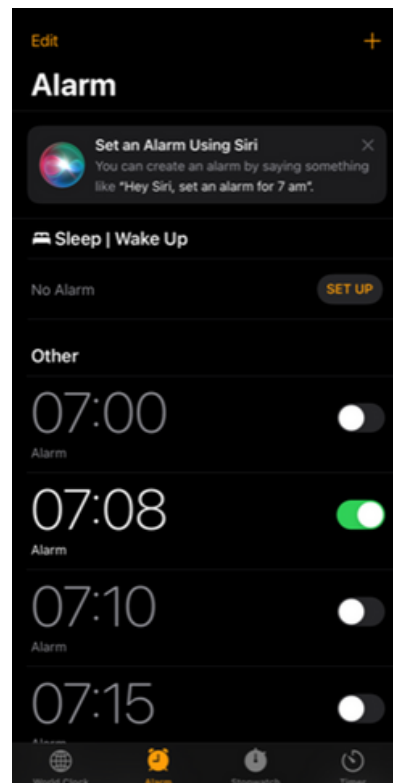 Edit
+
Alarm
Set an Alarm Using Siri
You can create an alarm by saying something
like "Hey Siri, set an alarm for 7 am".
Sleep | Wake Up
No Alarm
SET UP
Other
07:00
Alarm
07:08
Alarm
07:10
Alarm
07:15
Alarm
World Clock
Alarm
Stopwatch
Timer